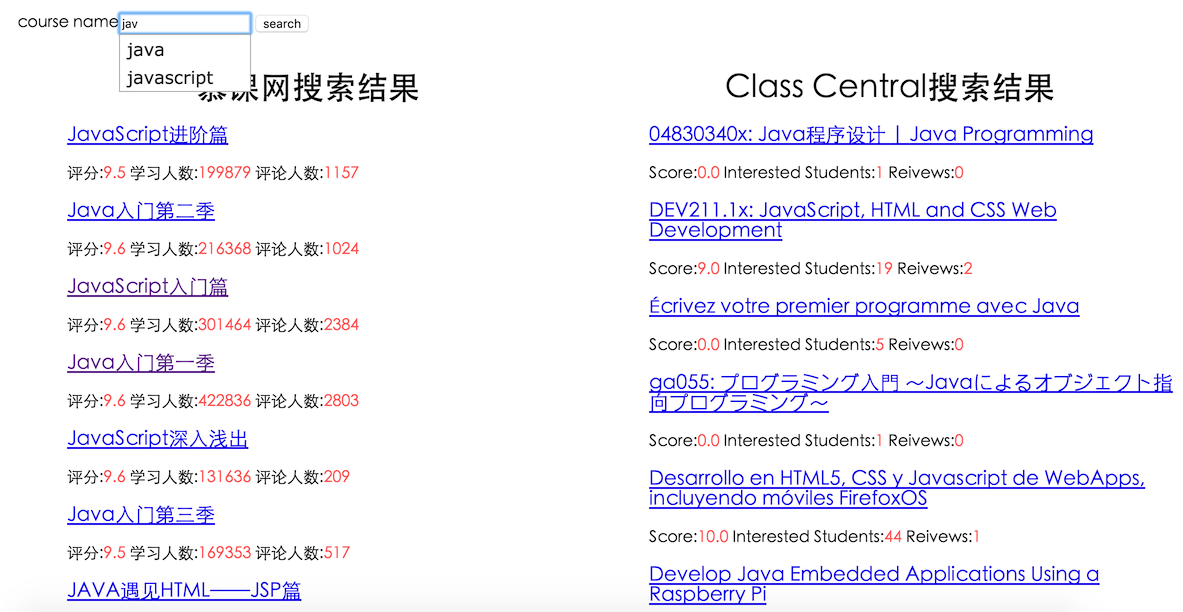 course name jav search
java
javascript
慕课网搜索结果
JavaScript进阶篇
评分:9.5 学习人数:199879 评论人数:1157
Java入门第二季
评分:9.6 学习人数:216368 评论人数:1024
JavaScript入门篇
评分:9.6 学习人数:301464 评论人数:2384
Java入门第一季
评分:9.6 学习人数:422836 评论人数:2803
JavaScript深入浅出
评分:9.6 学习人数:131636 评论人数:209
Java入门第三季
评分:9.5 学习人数:169353 评论人数:517
JAVA遇见HTML——JSP篇
Class Central搜索结果
04830340x: Java程序设计 | Java Programming
Score:0.0 Interested Students:1 Reivews:0
DEV211.1x: JavaScript, HTML and CSS Web
Development
Score:9.0 Interested Students:19 Reivews:2
Écrivez votre premier programme avec Java
Score:0.0 Interested Students:5 Reivews:0
ga055: プログラミング入門 〜Javaによるオブジェクト指
向プログラミング〜
Score:0.0 Interested Students:1 Reivews:0
Desarrollo en HTML5, CSS y Javascript de WebApps,
incluyendo móviles FirefoxOS
Score:10.0 Interested Students:44 Reivews:1
Develop Java Embedded Applications Using a
Raspberry Pi